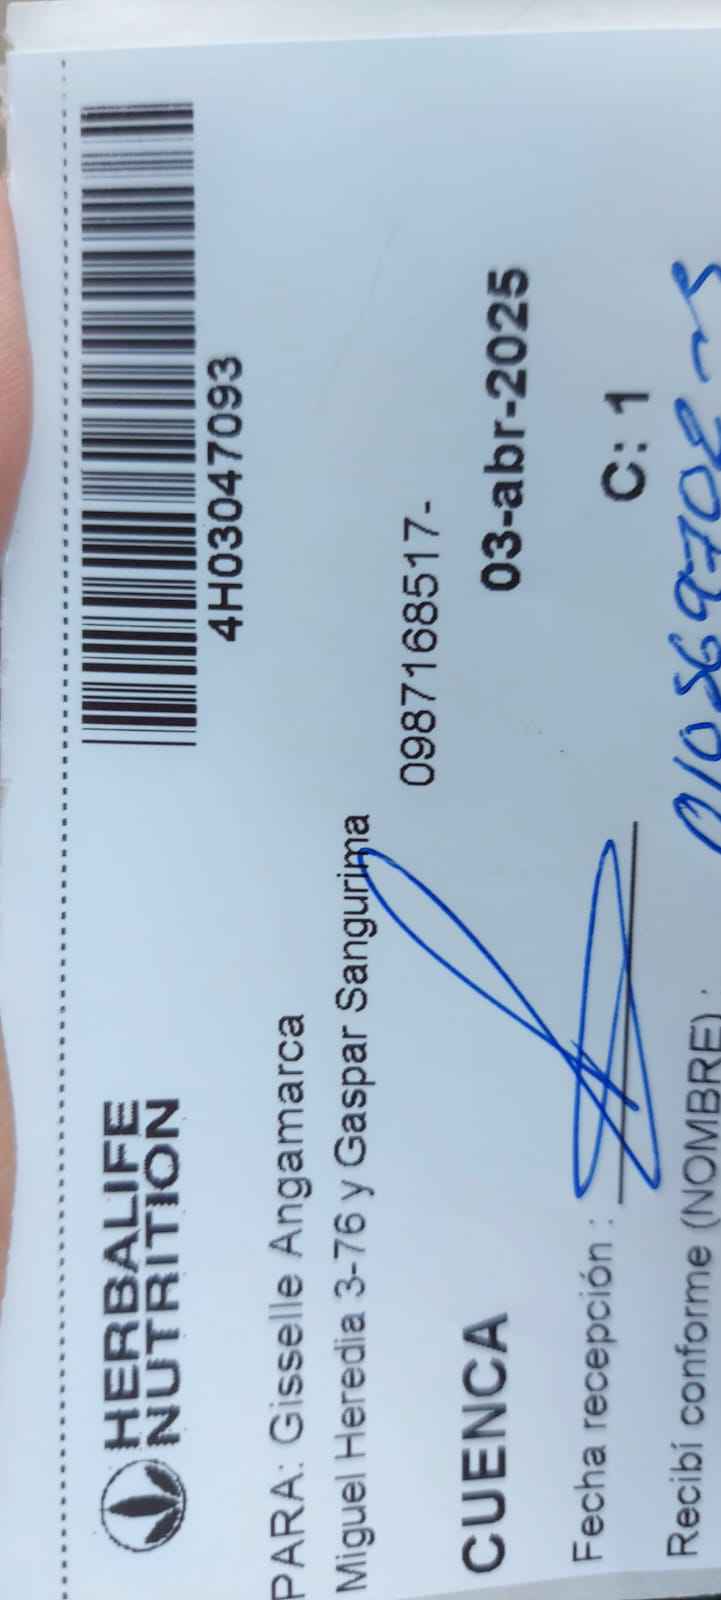 HERBALIFE
NUTRITION
4H03047093
PARA: Gisselle Angamarca
Miguel Heredia 3-76 y Gaspar Sangurima
0987168517-
CUENCA
03-abr-2025
Fecha recepción :
C: 1
Recibí conforme (NOMBRE) :